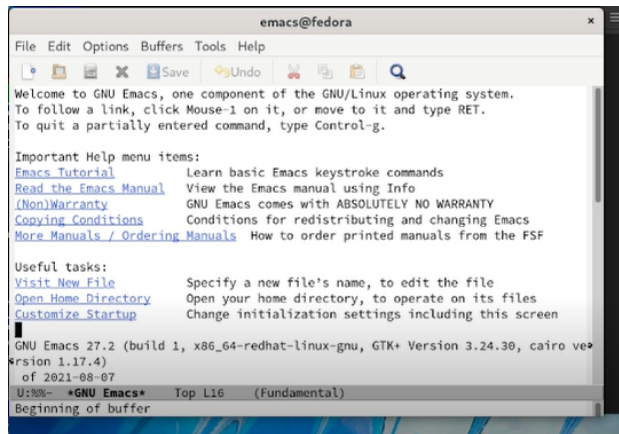 emacs@fedora ×
File Edit Options Buffers Tools Help
Save Undo
Welcome to GNU Emacs, one component of the GNU/Linux operating system.
To follow a link, click Mouse-1 on it, or move to it and type RET.
To quit a partially entered command, type Control-g.
Important Help menu items:
Emacs Tutorial Learn basic Emacs keystroke commands
Read the Emacs Manual View the Emacs manual using Info
(Non)Warranty GNU Emacs comes with ABSOLUTELY NO WARRANTY
Copying Conditions Conditions for redistributing and changing Emacs
More Manuals / Ordering Manuals How to order printed manuals from the FSF
Useful tasks:
Visit New File Specify a new file's name, to edit the file
Open Home Directory Open your home directory, to operate on its files
Customize Startup Change initialization settings including this screen
GNU Emacs 27.2 (build 1, x86_64-redhat-linux-gnu, GTK+ Version 3.24.30, cairo ve
rsion 1.17.4)
of 2021-08-07
U:%%- *GNU Emacs* Top L16 (Fundamental)
Beginning of buffer